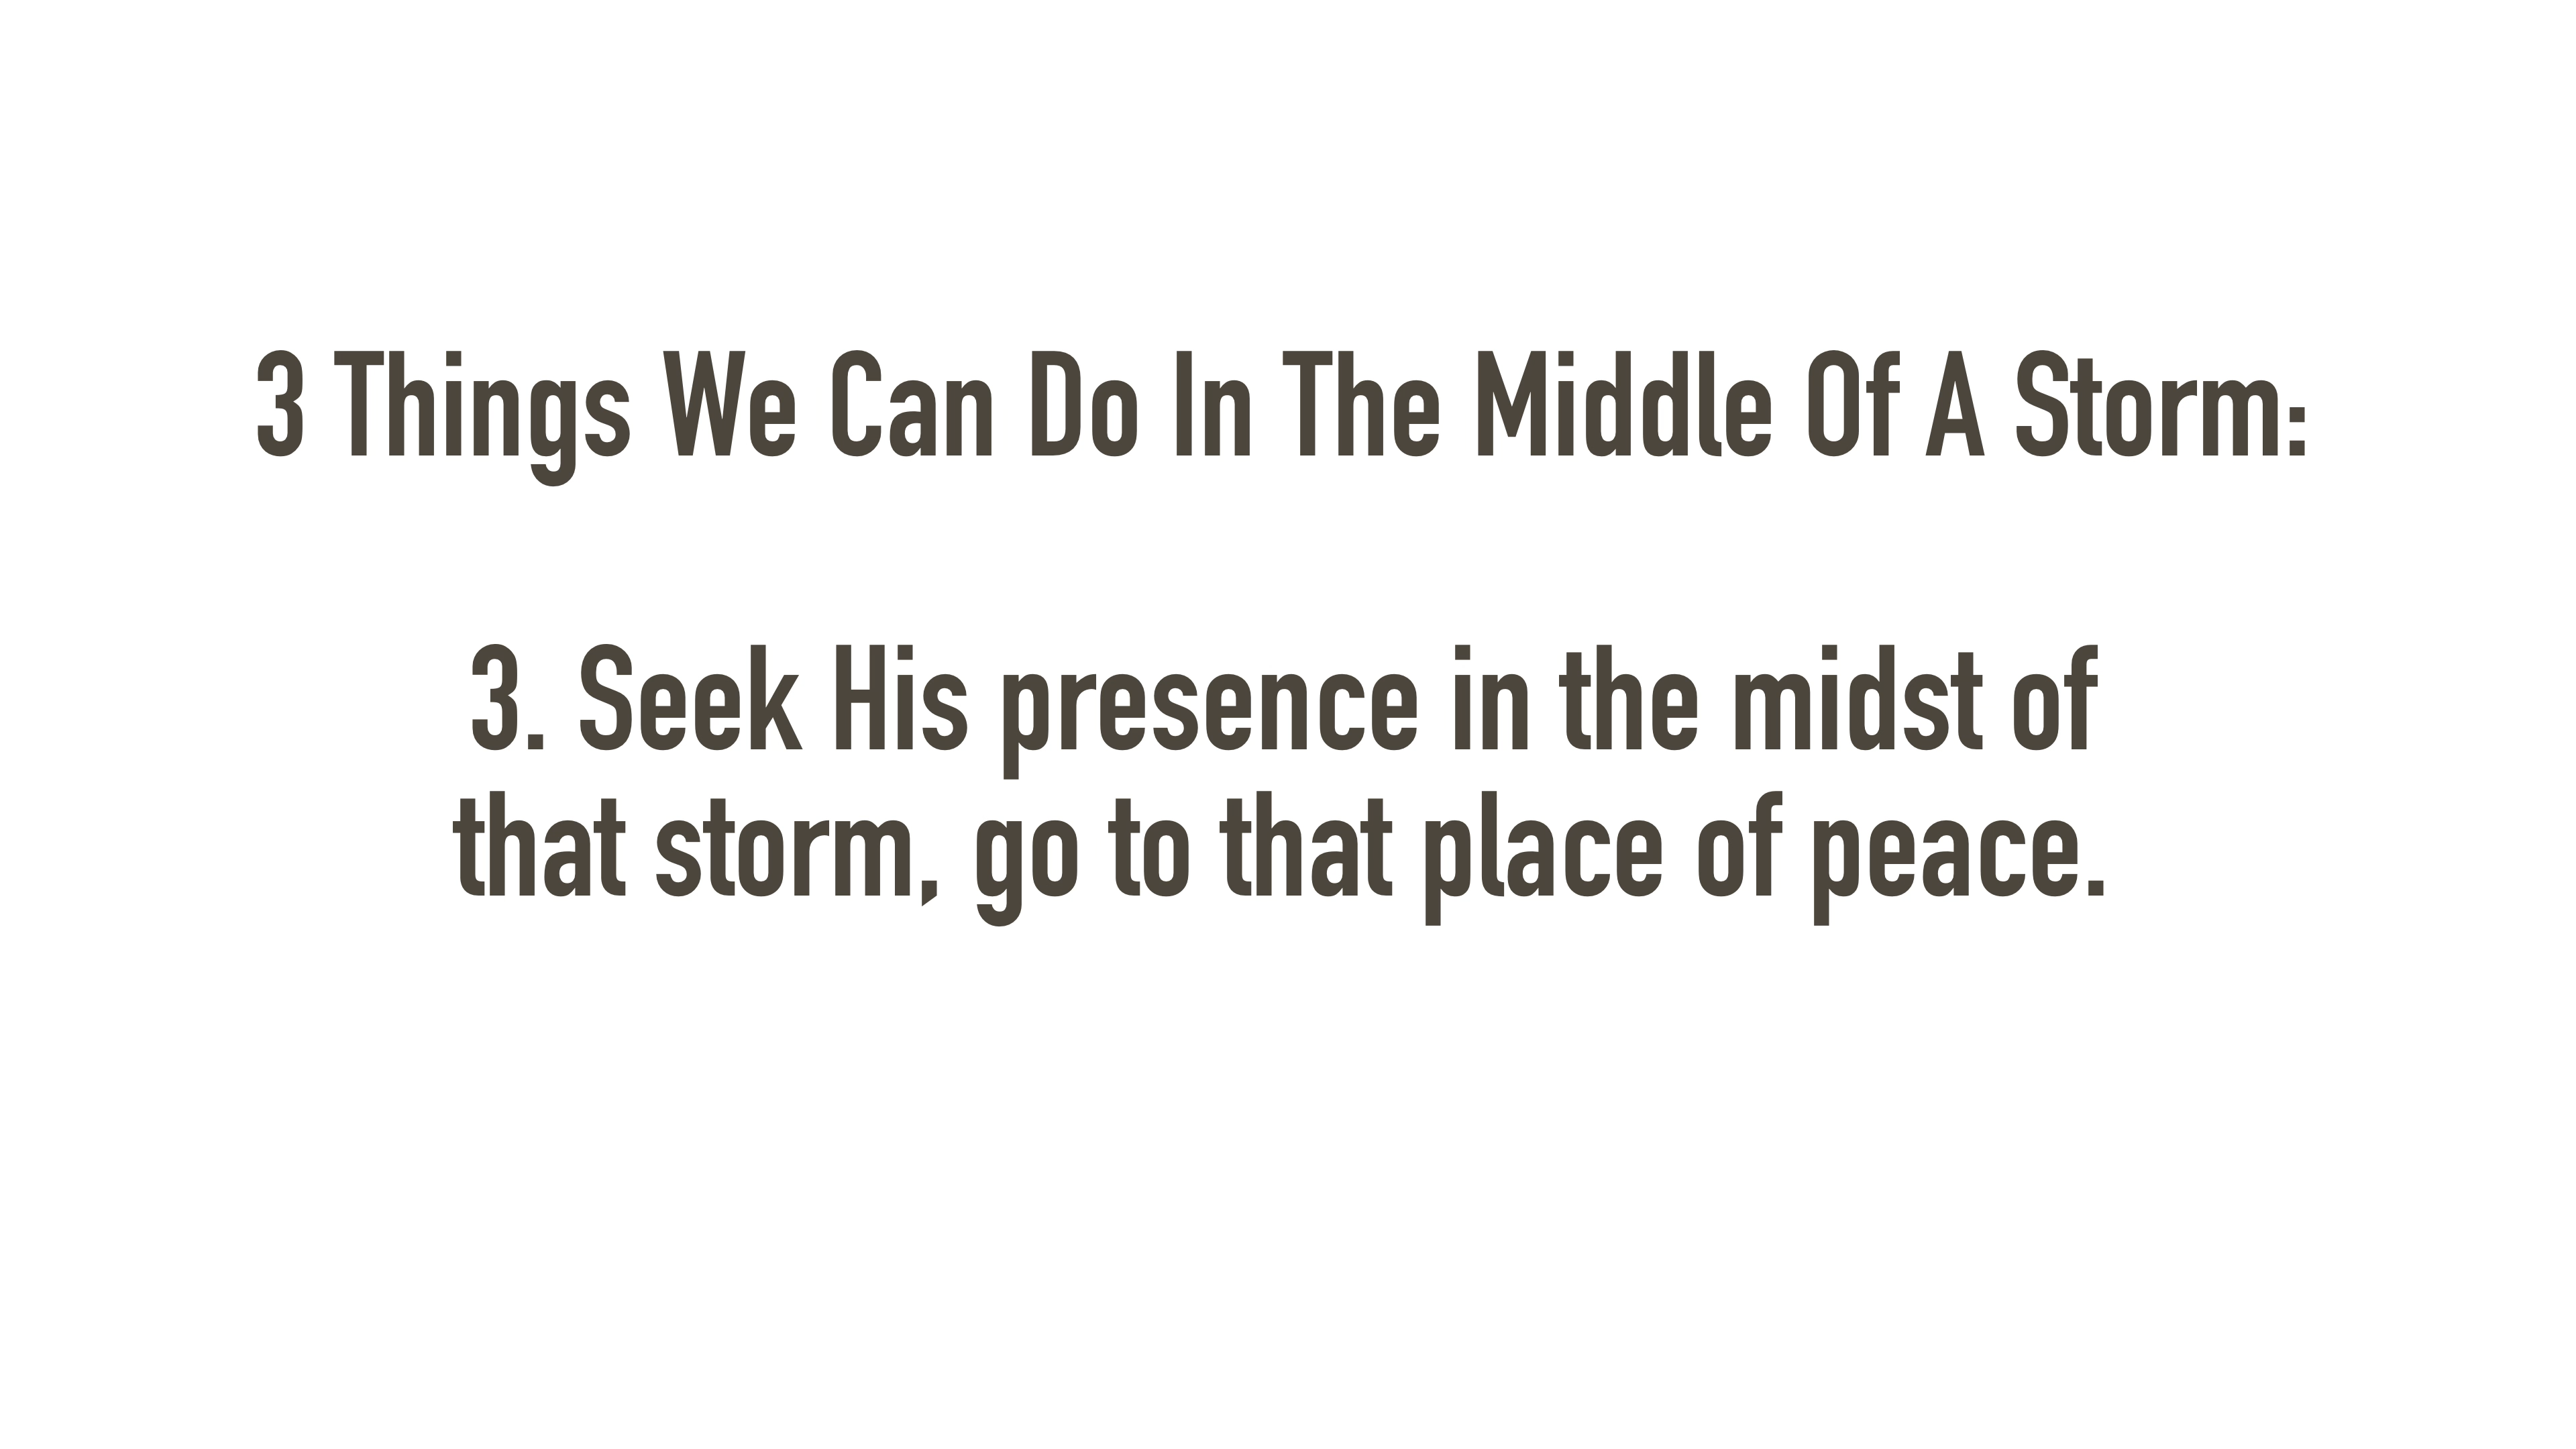 3 Things We Can Do In The Middle Of A Storm:
3. Seek His presence in the midst of
that storm, go to that place of peace.